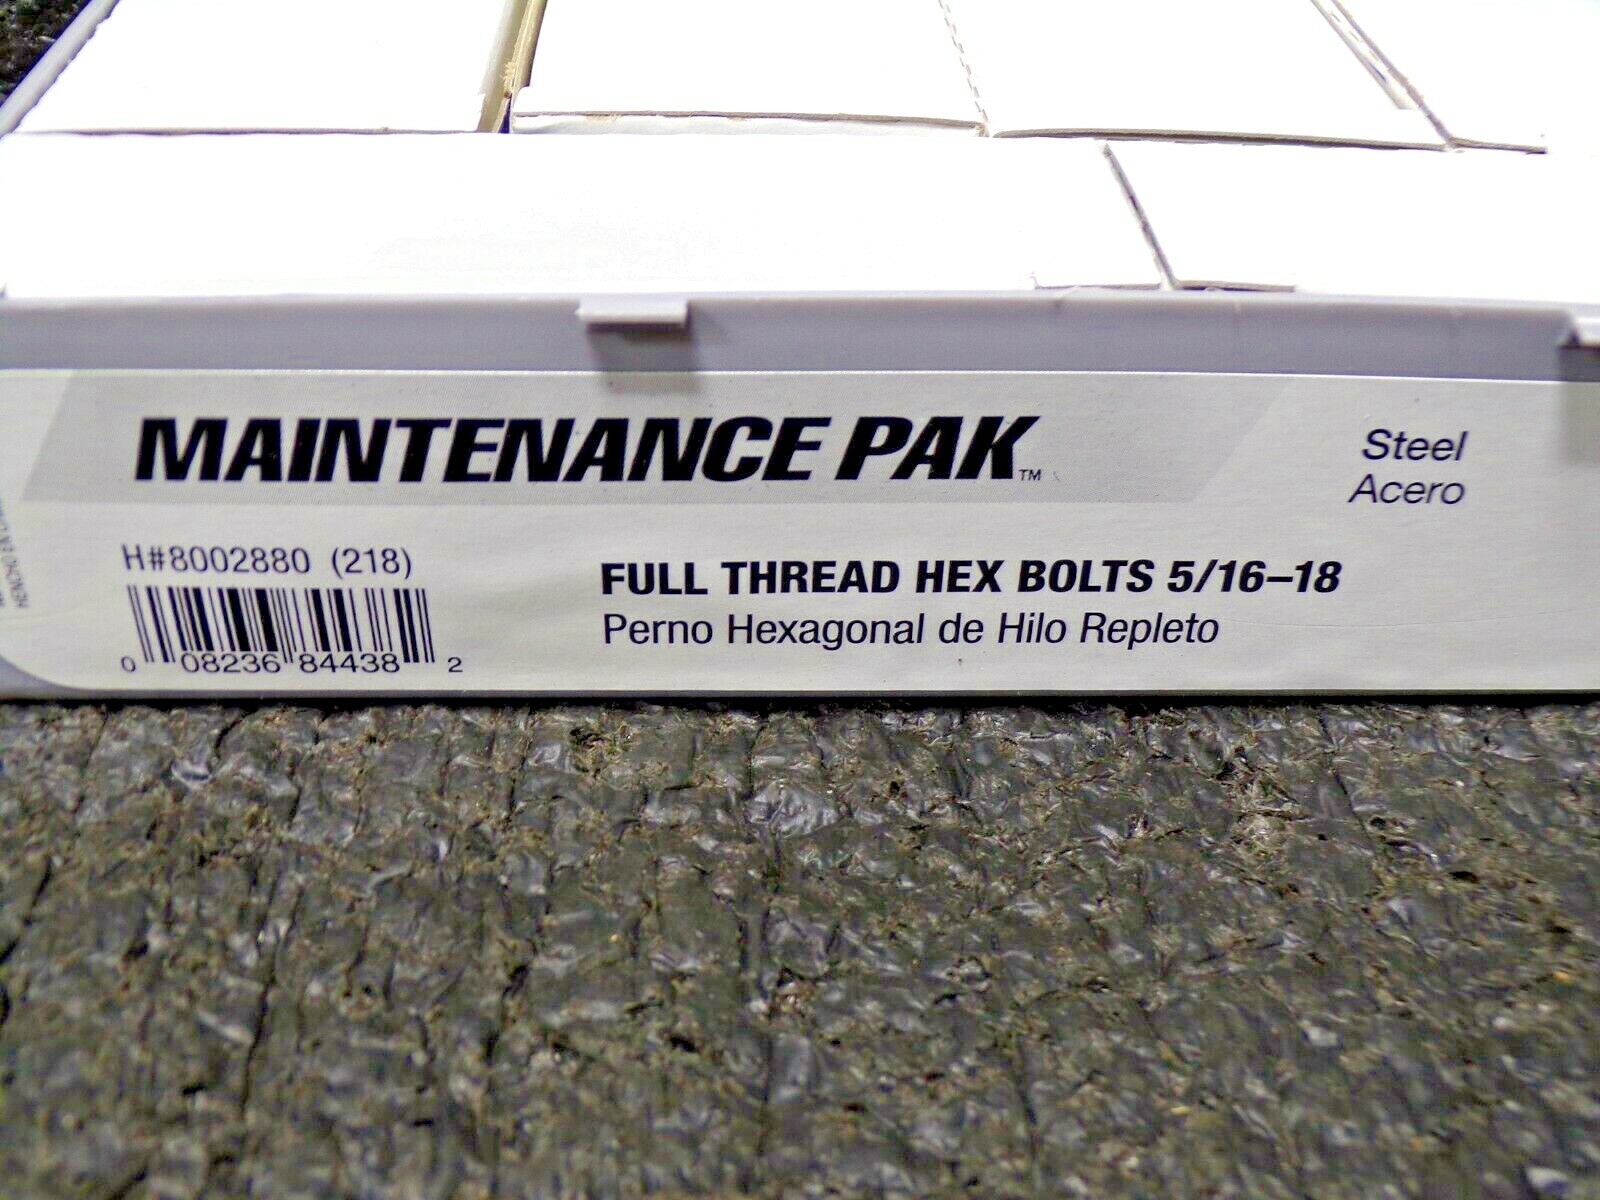 MAINTENANCE PAK™
Steel
Acero
H#8002880 (218)
FULL THREAD HEX BOLTS 5/16–18
Perno Hexagonal de Hilo Repleto
0 08236 84438 2